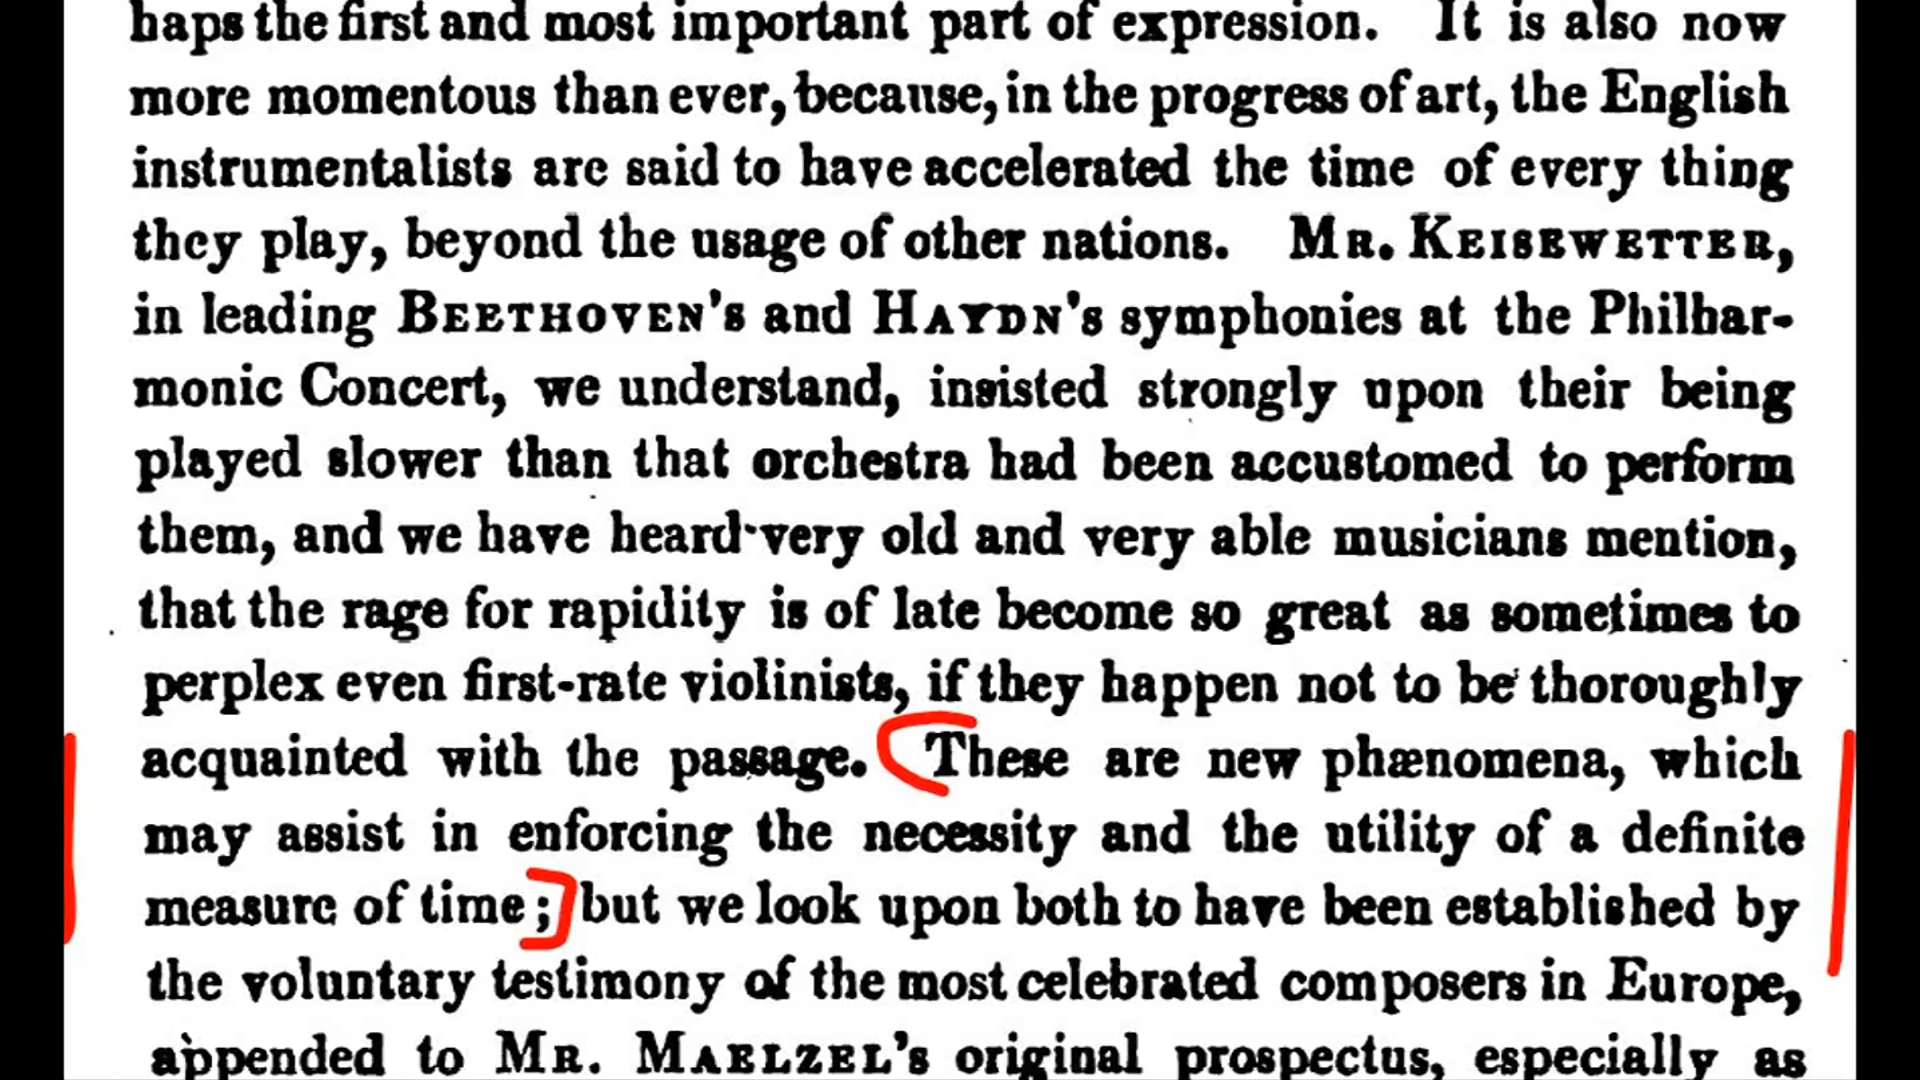 haps the first and most important part of expression. It is also now
more momentous than ever, because, in the progress of art, the English
instrumentalists are said to have accelerated the time of every thing
they play, beyond the usage of other nations. MR. KEISEWETTER,
in leading BEETHOVEN's and HAYDN's symphonies at the Philhar-
monic Concert, we understand, insisted strongly upon their being
played slower than that orchestra had been accustomed to perform
them, and we have heard very old and very able musicians mention,
that the rage for rapidity is of late become so great as sometimes to
perplex even first-rate violinists, if they happen not to be thoroughly
acquainted with the passage. These are new phænomena, which
may assist in enforcing the necessity and the utility of a definite
measure of time; but we look upon both to have been established by
the voluntary testimony of the most celebrated composers in Europe,
appended to MR. MAELZEL's original prospectus, especially as